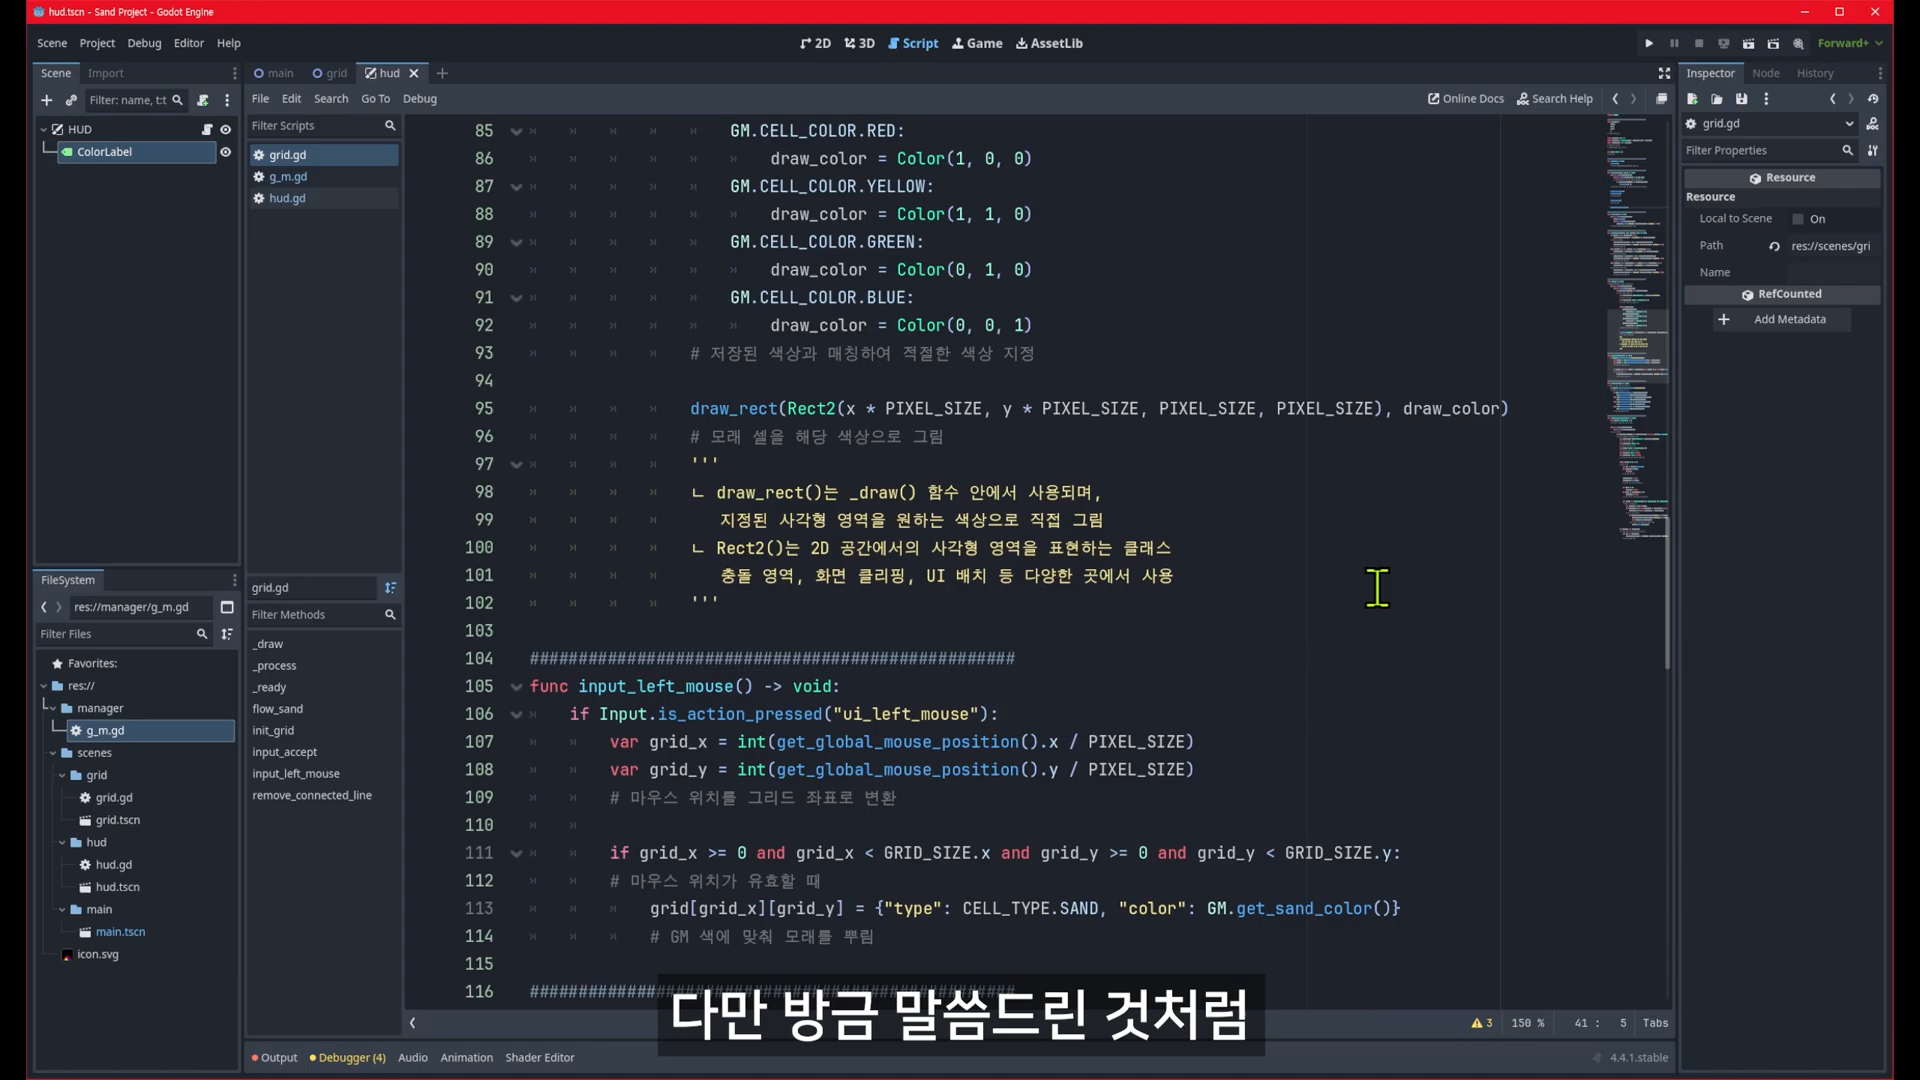 hud.tscn - Sand Project - Godot Engine
Scene Project Debug Editor Help
2D 3D Script Game AssetLib
Forward+
Scene Import
main grid hud
Inspector Node History
Filter: name, t:t
File Edit Search Go To Debug
Online Docs Search Help
HUD
ColorLabel
Filter Scripts
grid.gd
g_m.gd
hud.gd
grid.gd
Filter Methods
_draw
_process
_ready
flow_sand
init_grid
input_accept
input_left_mouse
remove_connected_line
FileSystem
res://manager/g_m.gd
Filter Files
Favorites:
res://
manager
g_m.gd
scenes
grid
grid.gd
grid.tscn
hud
hud.gd
hud.tscn
main
main.tscn
icon.svg
85 GM.CELL_COLOR.RED:
86 draw_color = Color(1, 0, 0)
87 GM.CELL_COLOR.YELLOW:
88 draw_color = Color(1, 1, 0)
89 GM.CELL_COLOR.GREEN:
90 draw_color = Color(0, 1, 0)
91 GM.CELL_COLOR.BLUE:
92 draw_color = Color(0, 0, 1)
93 # 저장된 색상과 매칭하여 적절한 색상 지정
94
95 draw_rect(Rect2(x * PIXEL_SIZE, y * PIXEL_SIZE, PIXEL_SIZE, PIXEL_SIZE), draw_color)
96 # 모래 셀을 해당 색상으로 그림
97 '''
98 ㄴ draw_rect()는 _draw() 함수 안에서 사용되며,
99 지정된 사각형 영역을 원하는 색상으로 직접 그림
100 ㄴ Rect2()는 2D 공간에서의 사각형 영역을 표현하는 클래스
101 충돌 영역, 화면 클리핑, UI 배치 등 다양한 곳에서 사용
102 '''
103
104 ################################################
105 func input_left_mouse() -> void:
106 if Input.is_action_pressed("ui_left_mouse"):
107 var grid_x = int(get_global_mouse_position().x / PIXEL_SIZE)
108 var grid_y = int(get_global_mouse_position().y / PIXEL_SIZE)
109 # 마우스 위치를 그리드 좌표로 변환
110
111 if grid_x >= 0 and grid_x < GRID_SIZE.x and grid_y >= 0 and grid_y < GRID_SIZE.y:
112 # 마우스 위치가 유효할 때
113 grid[grid_x][grid_y] = {"type": CELL_TYPE.SAND, "color": GM.get_sand_color()}
114 # GM 색에 맞춰 모래를 뿌림
115
116 ################################################
다만 방금 말씀드린 것처럼
3 150 % 41 : 5 Tabs
Output Debugger (4) Audio Animation Shader Editor
4.4.1.stable
grid.gd
Filter Properties
Resource
Resource
Local to Scene On
Path res://scenes/gri
Name
RefCounted
Add Metadata